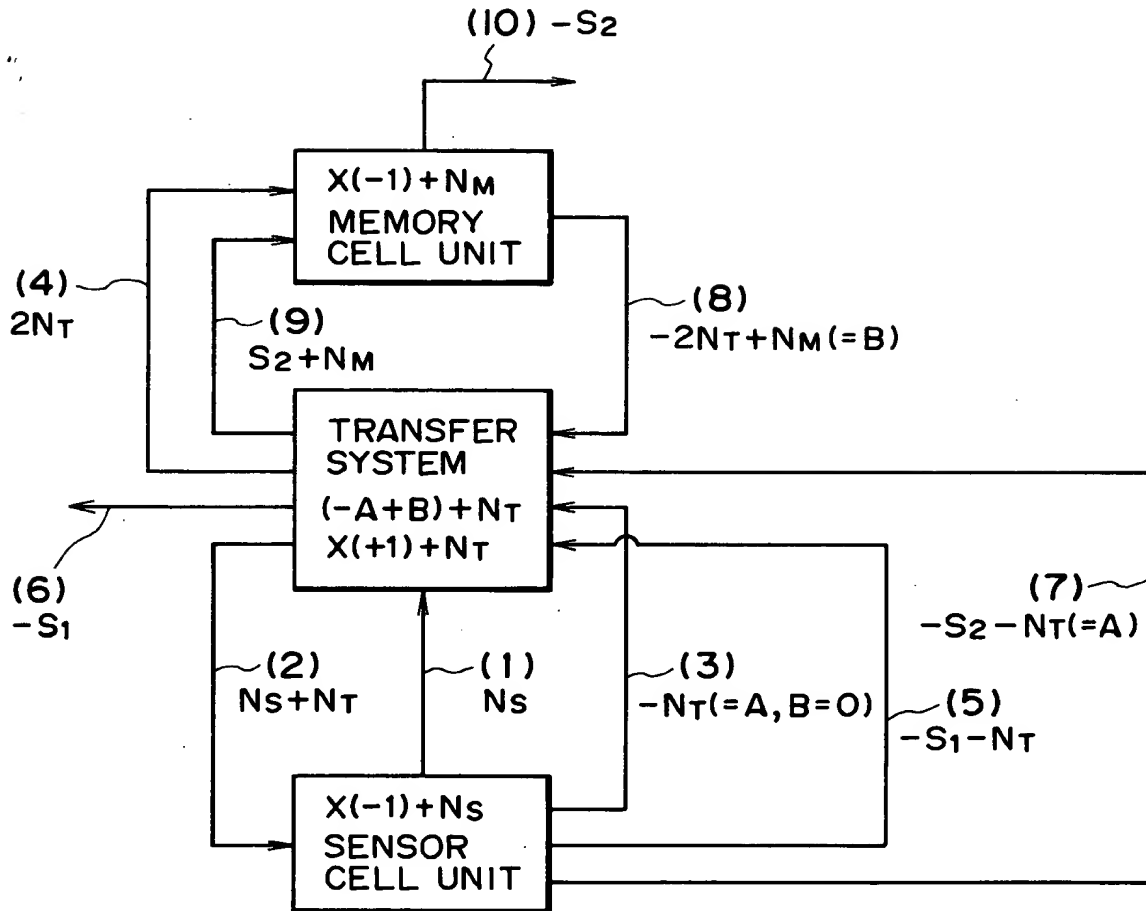 (10) -S2
X(-1)+NM
MEMORY
CELL UNIT
(4)
2NT
(9)
S2+NM
(8)
-2NT+NM(=B)
TRANSFER
SYSTEM
(-A+B)+NT
X(+1)+NT
(6)
-S1
(7)
-S2-NT(=A)
(2)
NS+NT
(1)
NS
(3)
-NT(=A, B=0)
(5)
-S1-NT
X(-1)+NS
SENSOR
CELL UNIT